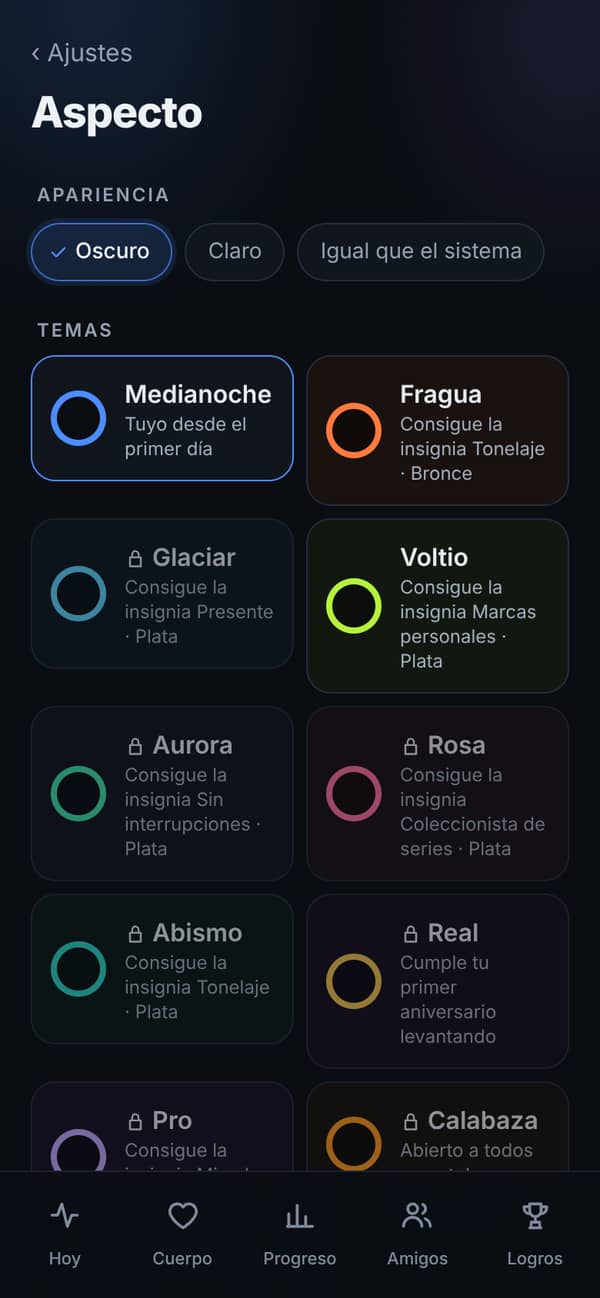 ‹ Ajustes
Aspecto
APARIENCIA
Oscuro
Claro
Igual que el sistema
TEMAS
Medianoche
Tuyo desde el
primer día
Fragua
Consigue la
insignia Tonelaje
· Bronce
Glaciar
Consigue la
insignia Presente
· Plata
Voltio
Consigue la
insignia Marcas
personales ·
Plata
Aurora
Consigue la
insignia Sin
interrupciones ·
Plata
Rosa
Consigue la
insignia
Coleccionista de
series · Plata
Abismo
Consigue la
insignia Tonelaje
· Plata
Real
Cumple tu
primer
aniversario
levantando
Pro
Consigue la
Calabaza
Abierto a todos
Hoy
Cuerpo
Progreso
Amigos
Logros